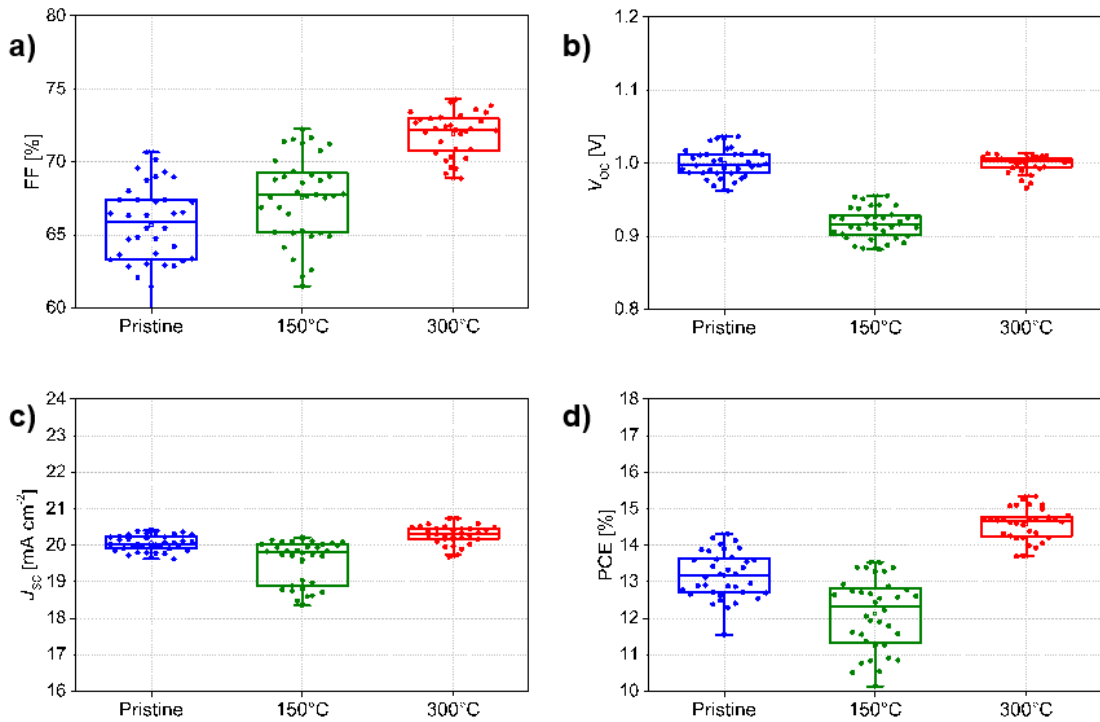 a)
80
75
70
65
60
FF [%]
Pristine
150°C
300°C
b)
1.2
1.1
1.0
0.9
0.8
Voc [V]
Pristine
150°C
300°C
c)
24
23
22
21
20
19
18
17
16
Jsc [mA cm-2]
Pristine
150°C
300°C
d)
18
17
16
15
14
13
12
11
10
PCE [%]
Pristine
150°C
300°C